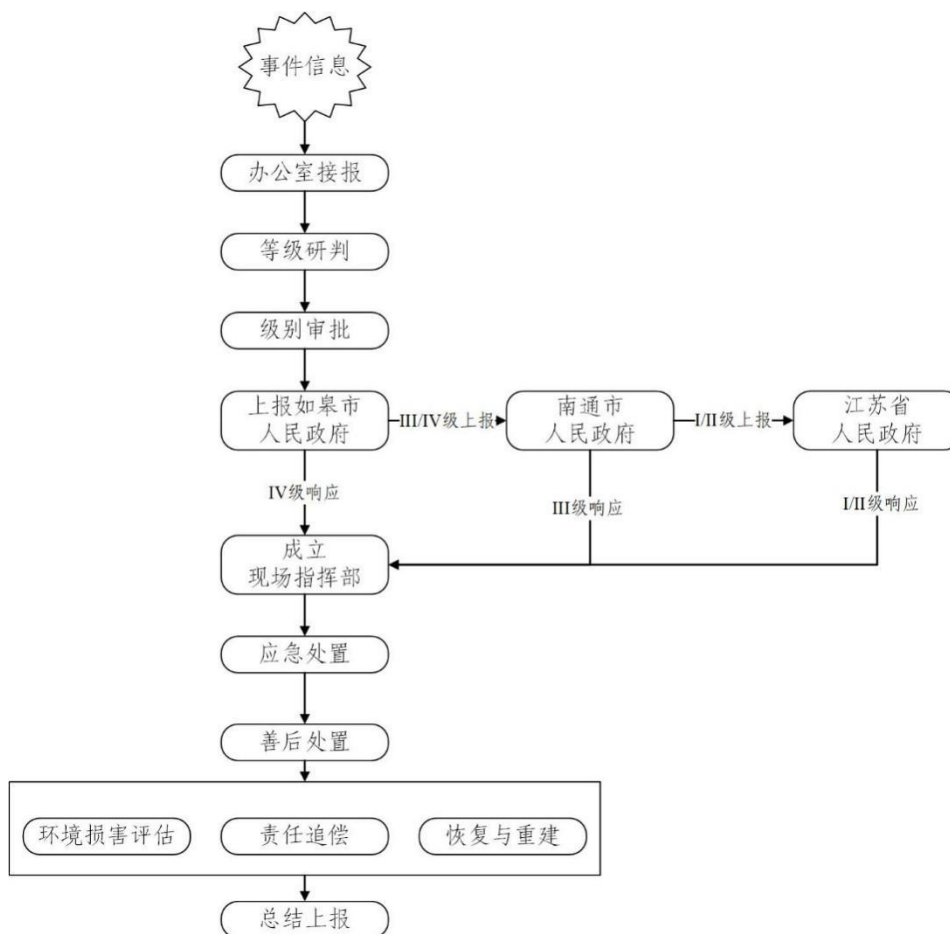 事件信息
办公室接报
等级研判
级别审批
上报如皋市
人民政府
III/IV级上报
南通市
人民政府
I/II级上报
江苏省
人民政府
IV级响应
III级响应
I/II级响应
成立
现场指挥部
应急处置
善后处置
环境损害评估
责任追偿
恢复与重建
总结上报